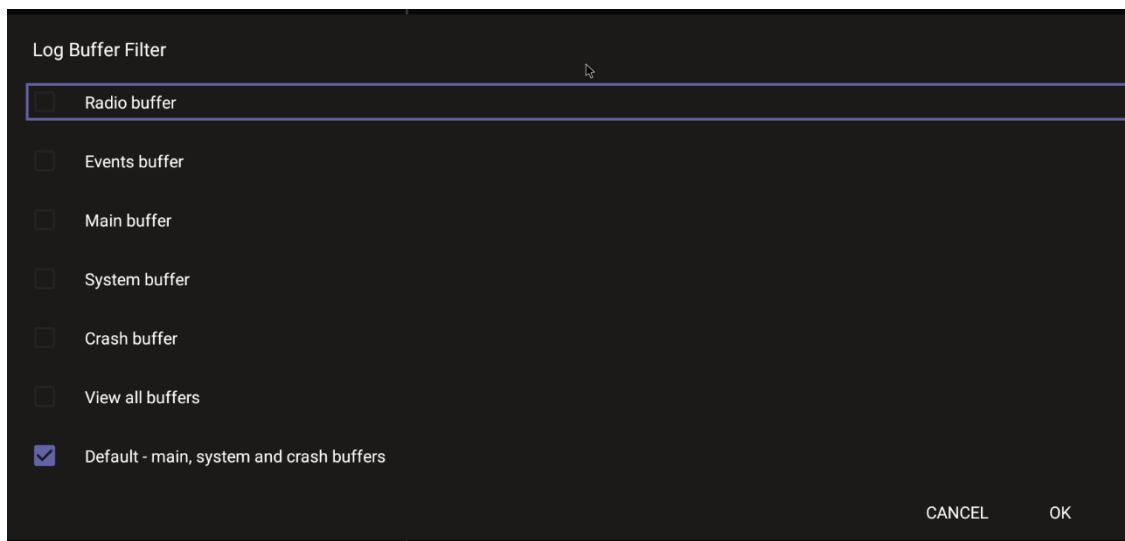 Log Buffer Filter
Radio buffer
Events buffer
Main buffer
System buffer
Crash buffer
View all buffers
Default - main, system and crash buffers
CANCEL OK